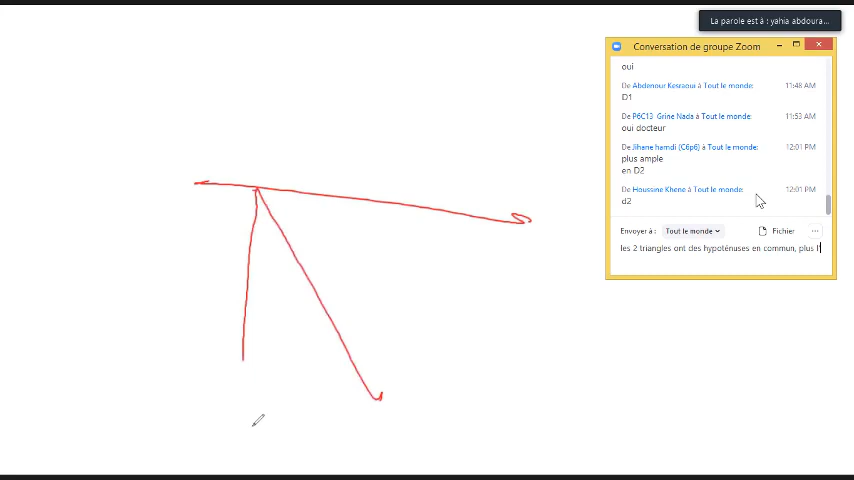 La parole est à : yahia abdoura...
Conversation de groupe Zoom
oui
De Abdenour Kesraoui à Tout le monde: 11:48 AM
D1
De P6C13 Grine Nada à Tout le monde: 11:53 AM
oui docteur
De Jihane hamdi (C6p6) à Tout le monde: 12:01 PM
plus ample
en D2
De Houssine Khene à Tout le monde: 12:01 PM
d2
Envoyer à : Tout le monde Fichier ...
les 2 triangles ont des hypoténuses en commun, plus l'